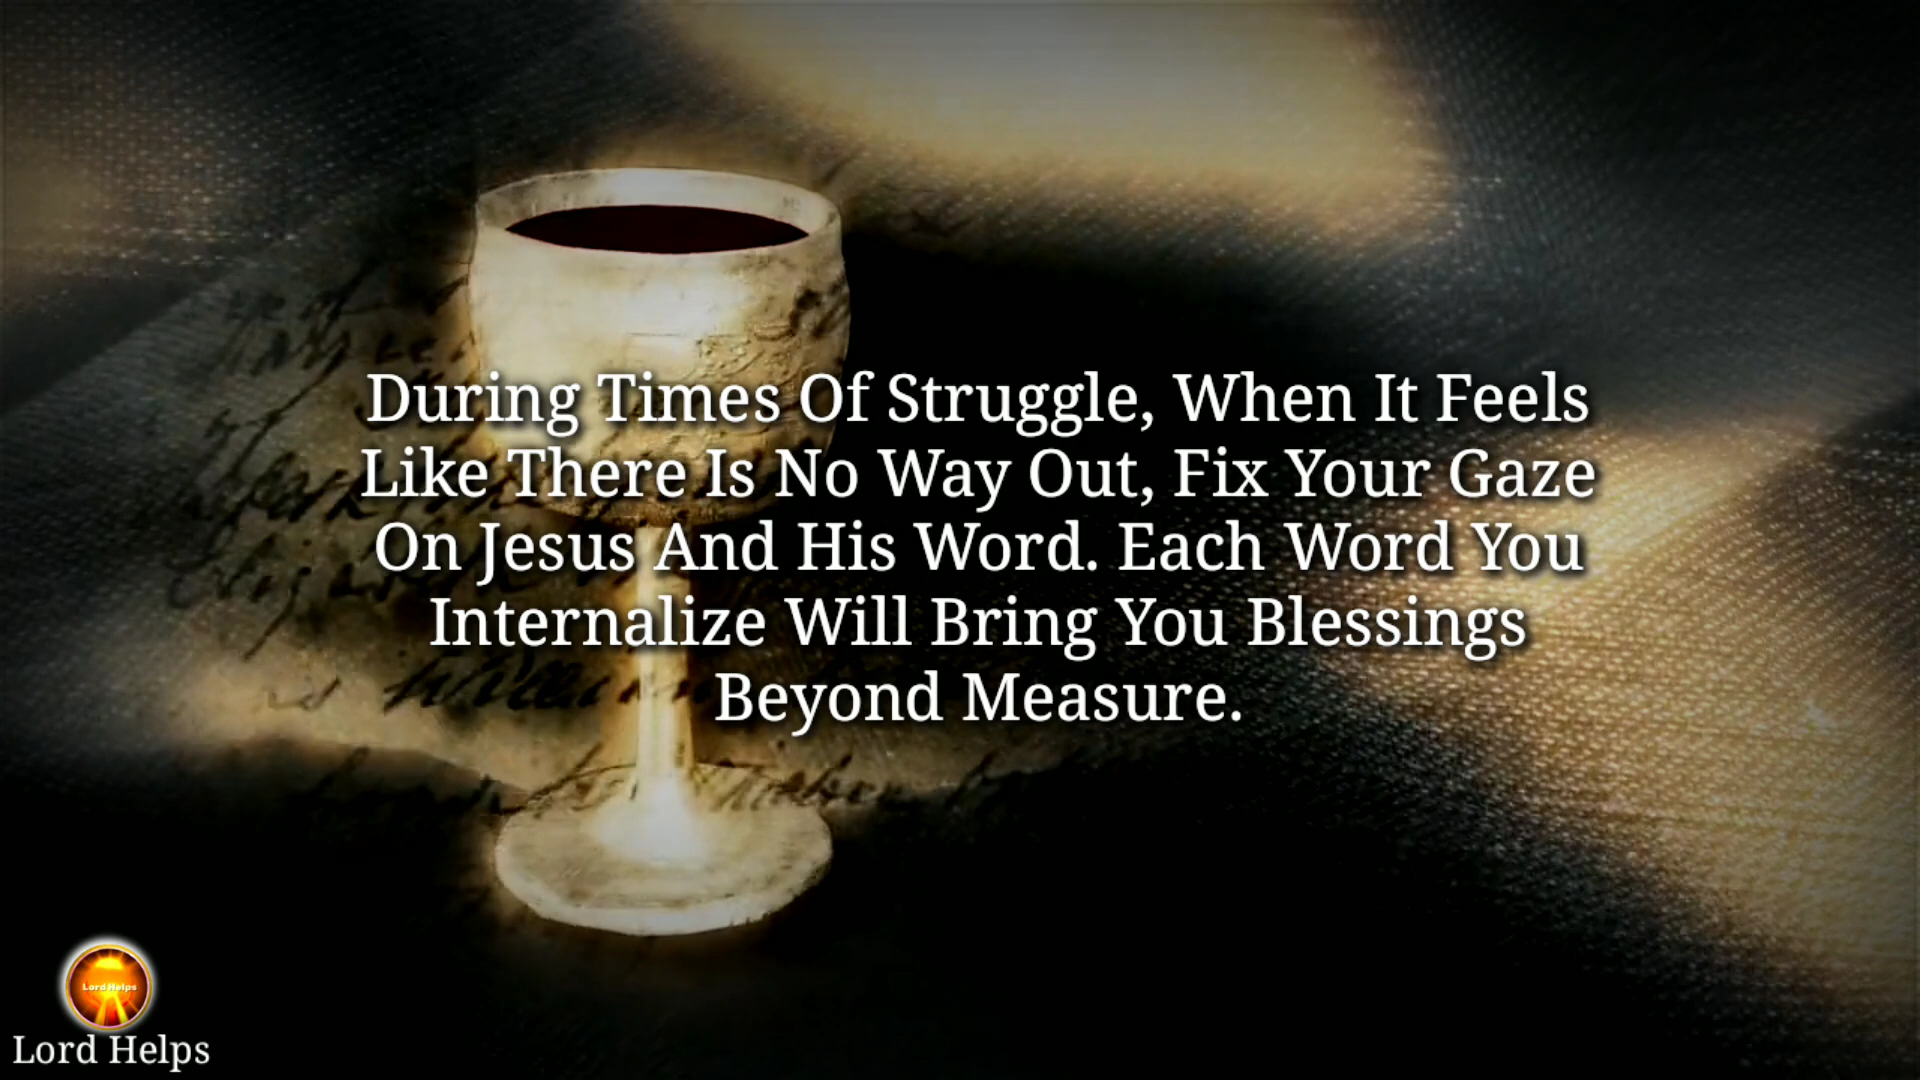 During Times Of Struggle, When It Feels
Like There Is No Way Out, Fix Your Gaze
On Jesus And His Word. Each Word You
Internalize Will Bring You Blessings
Beyond Measure.
Lord Helps
Lord Helps